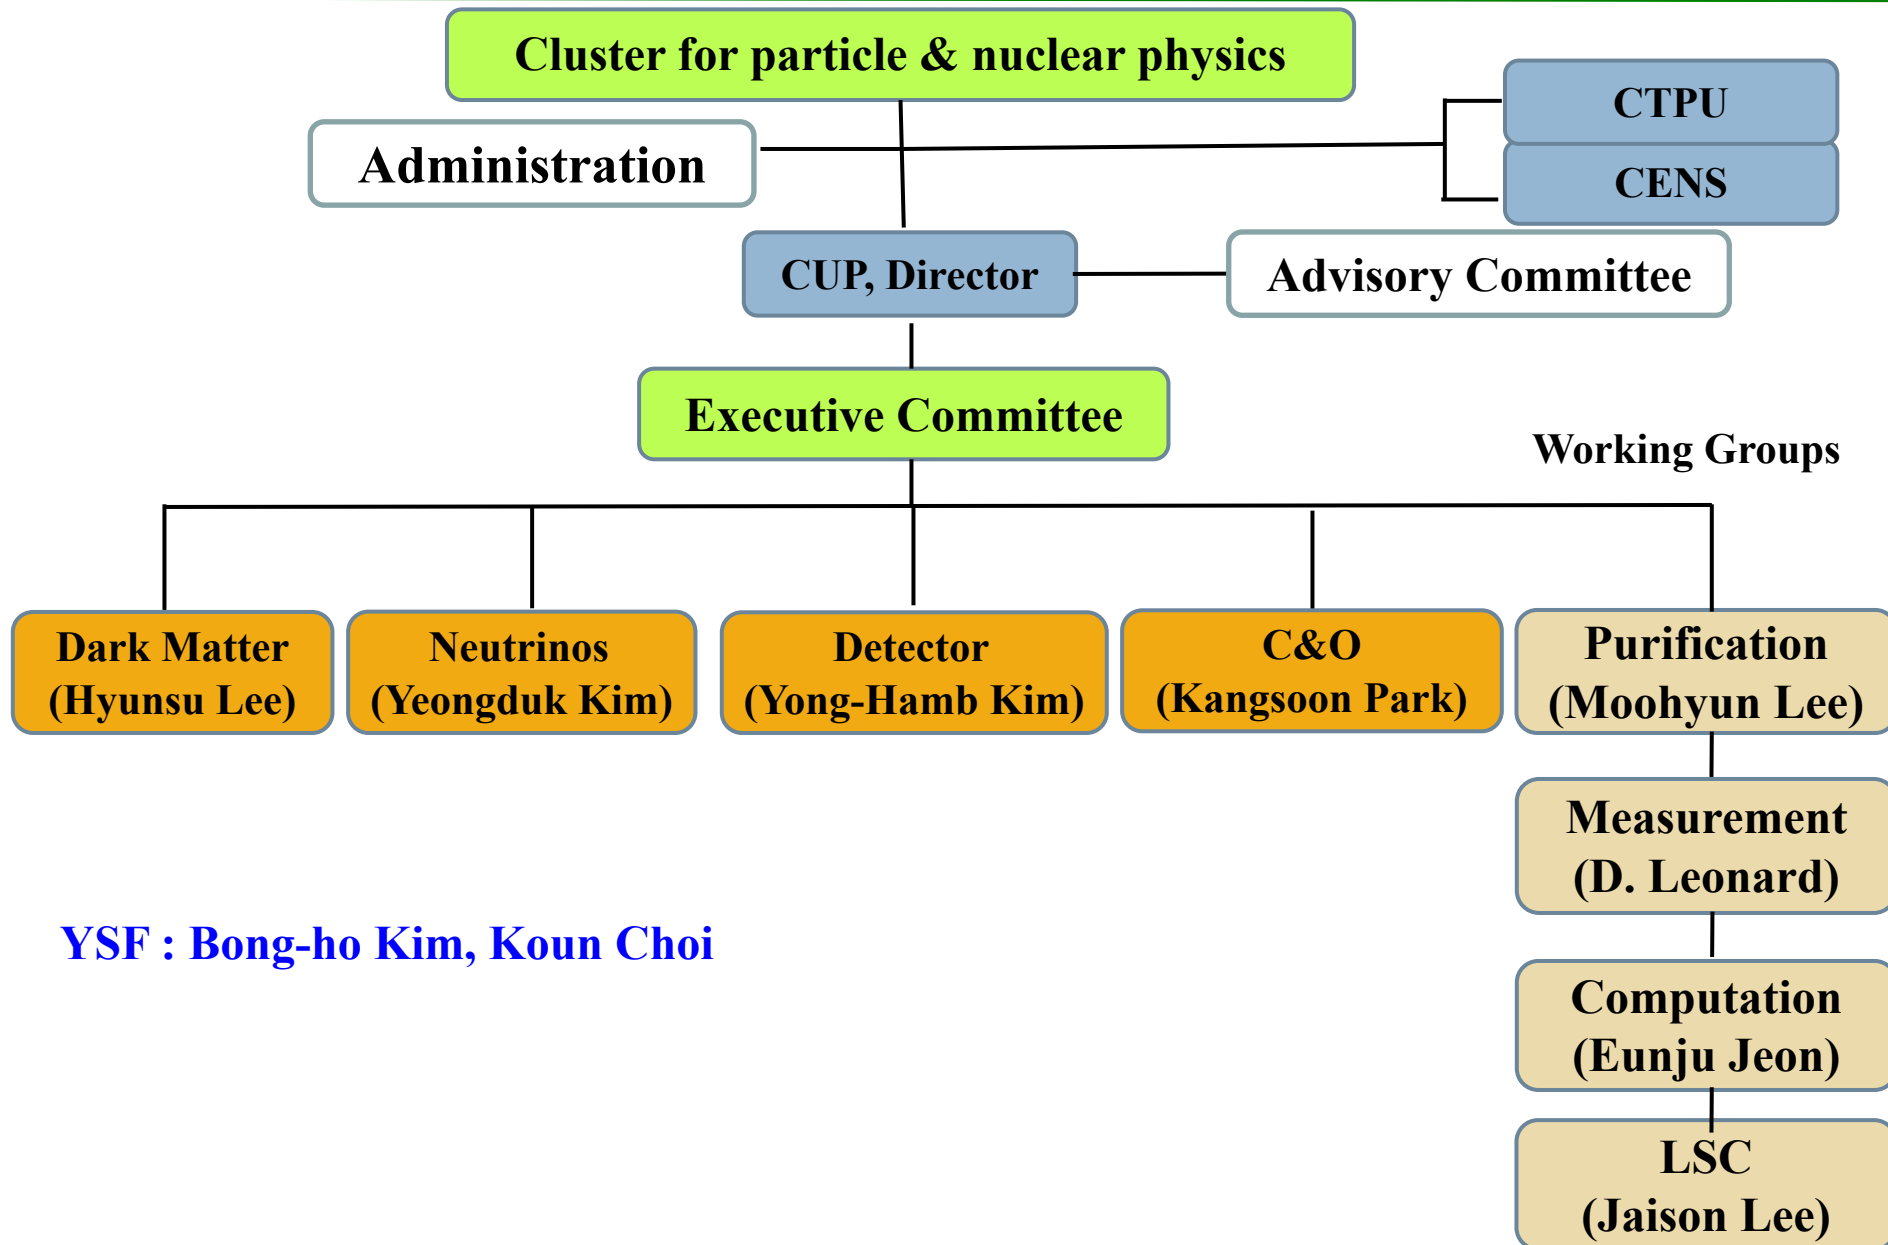 Cluster for particle & nuclear physics
CTPU
Administration
CENS
CUP, Director
Advisory Committee
Executive Committee
Working Groups
Dark Matter
(Hyunsu Lee)
Neutrinos
(Yeongduk Kim)
Detector
(Yong-Hamb Kim)
C&O
(Kangsoon Park)
Purification
(Moohyun Lee)
Measurement
(D. Leonard)
YSF : Bong-ho Kim, Koun Choi
Computation
(Eunju Jeon)
LSC
(Jaison Lee)